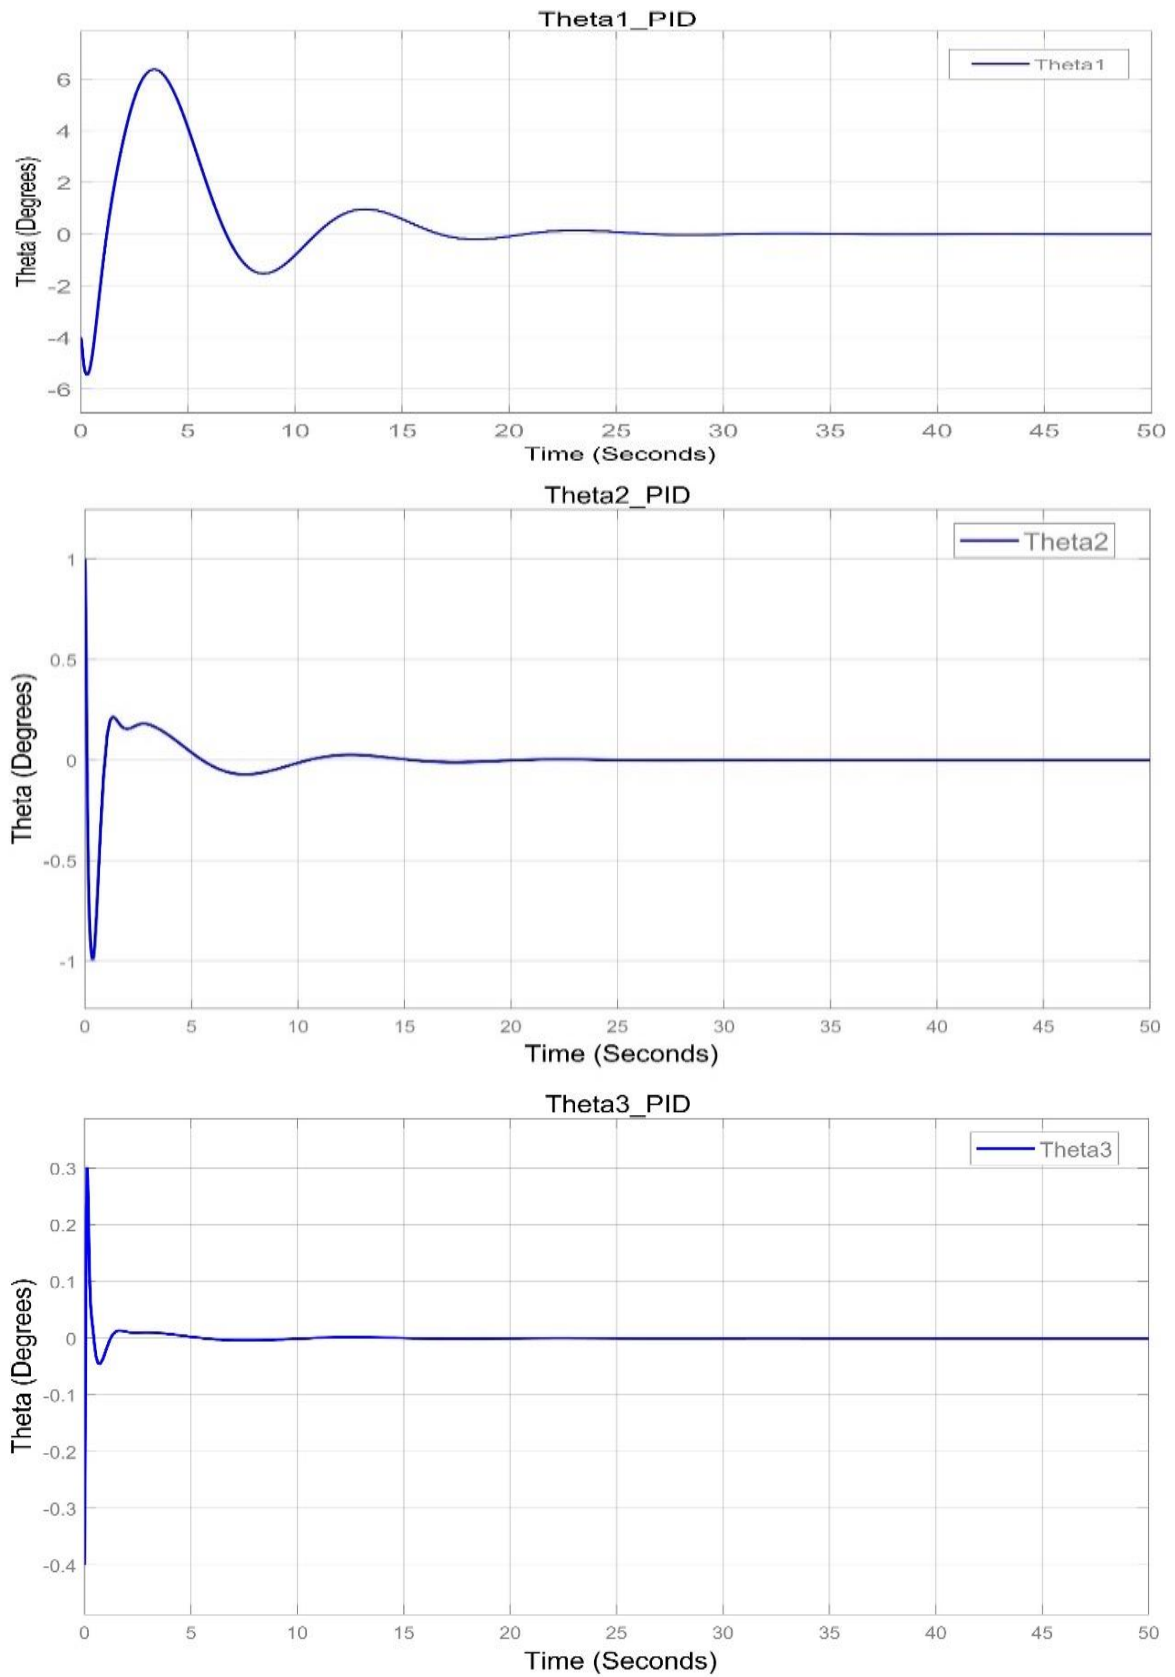 Theta1_PID
Theta1
6
4
2
0
-2
-4
-6
Theta (Degrees)
0 5 10 15 20 25 30 35 40 45 50
Time (Seconds)
Theta2_PID
Theta2
1
0.5
0
-0.5
-1
Theta (Degrees)
0 5 10 15 20 25 30 35 40 45 50
Time (Seconds)
Theta3_PID
Theta3
0.3
0.2
0.1
0
-0.1
-0.2
-0.3
-0.4
Theta (Degrees)
0 5 10 15 20 25 30 35 40 45 50
Time (Seconds)